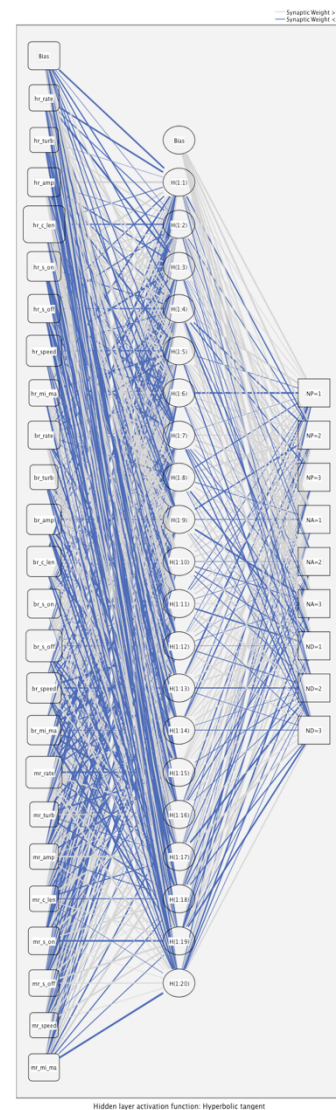 Synaptic Weight >
Synaptic Weight <
Bias
hr_rate
hr_turb
hr_amp
hr_c_len
hr_s_on
hr_s_off
hr_speed
hr_mi_ma
br_rate
br_turb
br_amp
br_c_len
br_s_on
br_s_off
br_speed
br_mi_ma
mr_rate
mr_turb
mr_amp
mr_c_len
mr_s_on
mr_s_off
mr_speed
mr_mi_ma
Bias
H(1:1)
H(1:2)
H(1:3)
H(1:4)
H(1:5)
H(1:6)
H(1:7)
H(1:8)
H(1:9)
H(1:10)
H(1:11)
H(1:12)
H(1:13)
H(1:14)
H(1:15)
H(1:16)
H(1:17)
H(1:18)
H(1:19)
H(1:20)
NP=1
NP=2
NP=3
NA=1
NA=2
NA=3
ND=1
ND=2
ND=3
Hidden layer activation function: Hyperbolic tangent